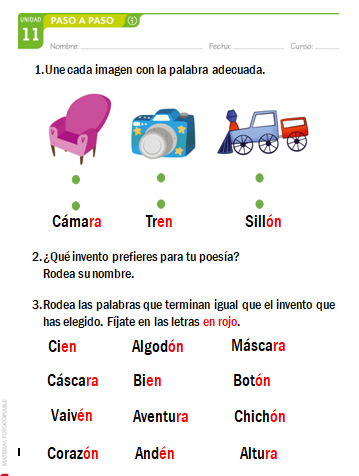 UNIDAD
11
PASO A PASO 1
Nombre: Fecha: Curso:
1.Une cada imagen con la palabra adecuada.
Cámara Tren Sillón
2.¿Qué invento prefieres para tu poesía?
Rodea su nombre.
3.Rodea las palabras que terminan igual que el invento que
has elegido. Fíjate en las letras en rojo.
Cien Algodón Máscara
Cáscara Bien Botón
Vaivén Aventura Chichón
Corazón Andén Altura
MATERIAL FOTOCOPIABLE